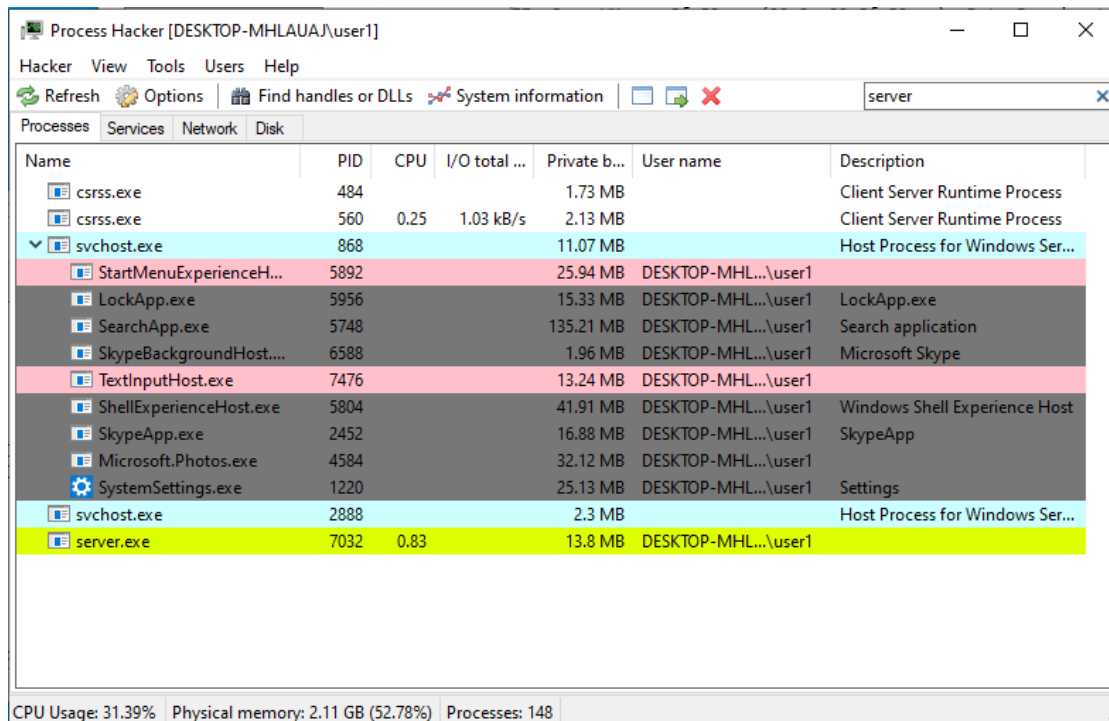 Process Hacker [DESKTOP-MHLAUAJ\user1]
Hacker View Tools Users Help
Refresh Options Find handles or DLLs System information server
Processes Services Network Disk
Name PID CPU I/O total ... Private b... User name Description
csrss.exe 484 1.73 MB Client Server Runtime Process
csrss.exe 560 0.25 1.03 kB/s 2.13 MB Client Server Runtime Process
svchost.exe 868 11.07 MB Host Process for Windows Ser...
StartMenuExperienceH... 5892 25.94 MB DESKTOP-MHL...\user1
LockApp.exe 5956 15.33 MB DESKTOP-MHL...\user1 LockApp.exe
SearchApp.exe 5748 135.21 MB DESKTOP-MHL...\user1 Search application
SkypeBackgroundHost.... 6588 1.96 MB DESKTOP-MHL...\user1 Microsoft Skype
TextInputHost.exe 7476 13.24 MB DESKTOP-MHL...\user1
ShellExperienceHost.exe 5804 41.91 MB DESKTOP-MHL...\user1 Windows Shell Experience Host
SkypeApp.exe 2452 16.88 MB DESKTOP-MHL...\user1 SkypeApp
Microsoft.Photos.exe 4584 32.12 MB DESKTOP-MHL...\user1
SystemSettings.exe 1220 25.13 MB DESKTOP-MHL...\user1 Settings
svchost.exe 2888 2.3 MB Host Process for Windows Ser...
server.exe 7032 0.83 13.8 MB DESKTOP-MHL...\user1
CPU Usage: 31.39% Physical memory: 2.11 GB (52.78%) Processes: 148